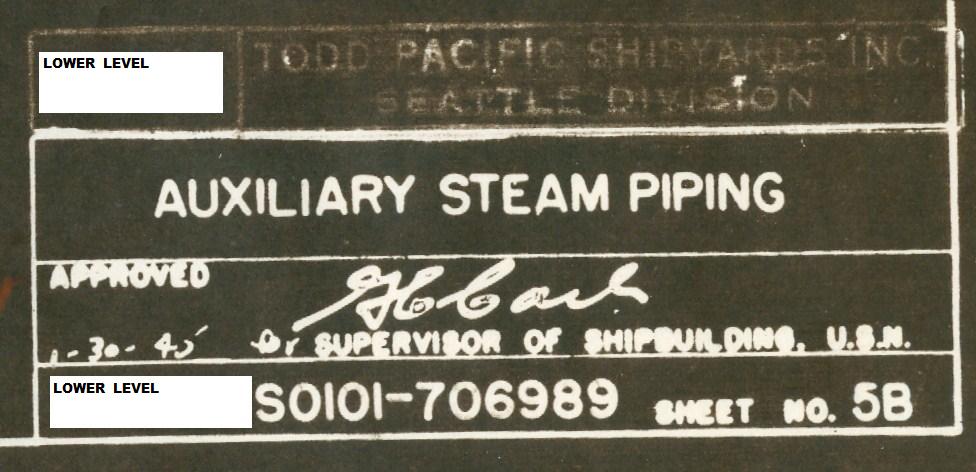 LOWER LEVEL
TODD PACIFIC SHIPYARDS INC.
SEATTLE DIVISION
AUXILIARY STEAM PIPING
APPROVED
1-30-45 SUPERVISOR OF SHIPBUILDING, U.S.N.
LOWER LEVEL
S0101-706989 SHEET NO. 5B